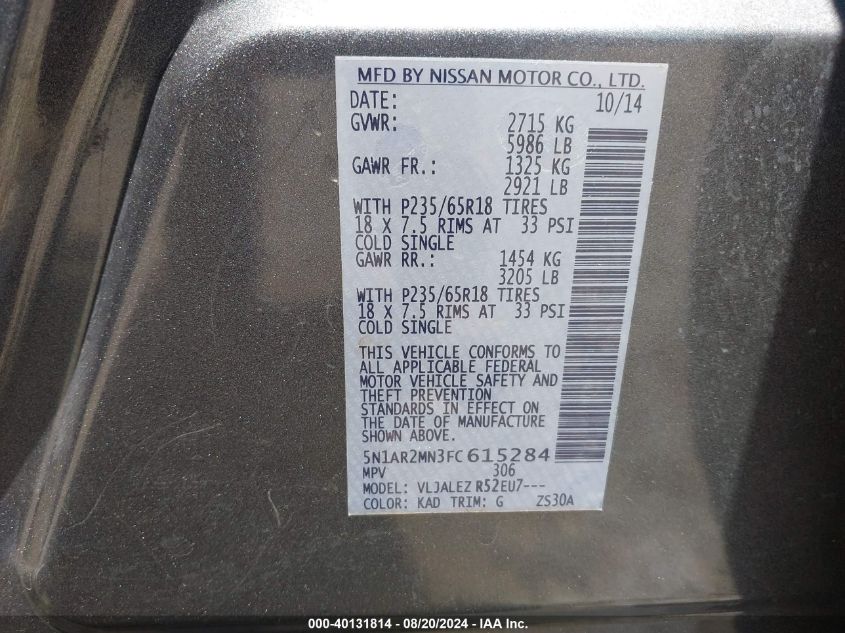 MFD BY NISSAN MOTOR CO., LTD.
DATE: 10/14
GVWR: 2715 KG
5986 LB
GAWR FR.: 1325 KG
2921 LB
WITH P235/65R18 TIRES
18 X 7.5 RIMS AT 33 PSI
COLD SINGLE
GAWR RR.: 1454 KG
3205 LB
WITH P235/65R18 TIRES
18 X 7.5 RIMS AT 33 PSI
COLD SINGLE
THIS VEHICLE CONFORMS TO
ALL APPLICABLE FEDERAL
MOTOR VEHICLE SAFETY AND
THEFT PREVENTION
STANDARDS IN EFFECT ON
THE DATE OF MANUFACTURE
SHOWN ABOVE.
5N1AR2MN3FC615284
MPV 306
MODEL: VLJALEZ R52EU7---
COLOR: KAD TRIM: G ZS30A
000-40131814 - 08/20/2024 - IAA Inc.